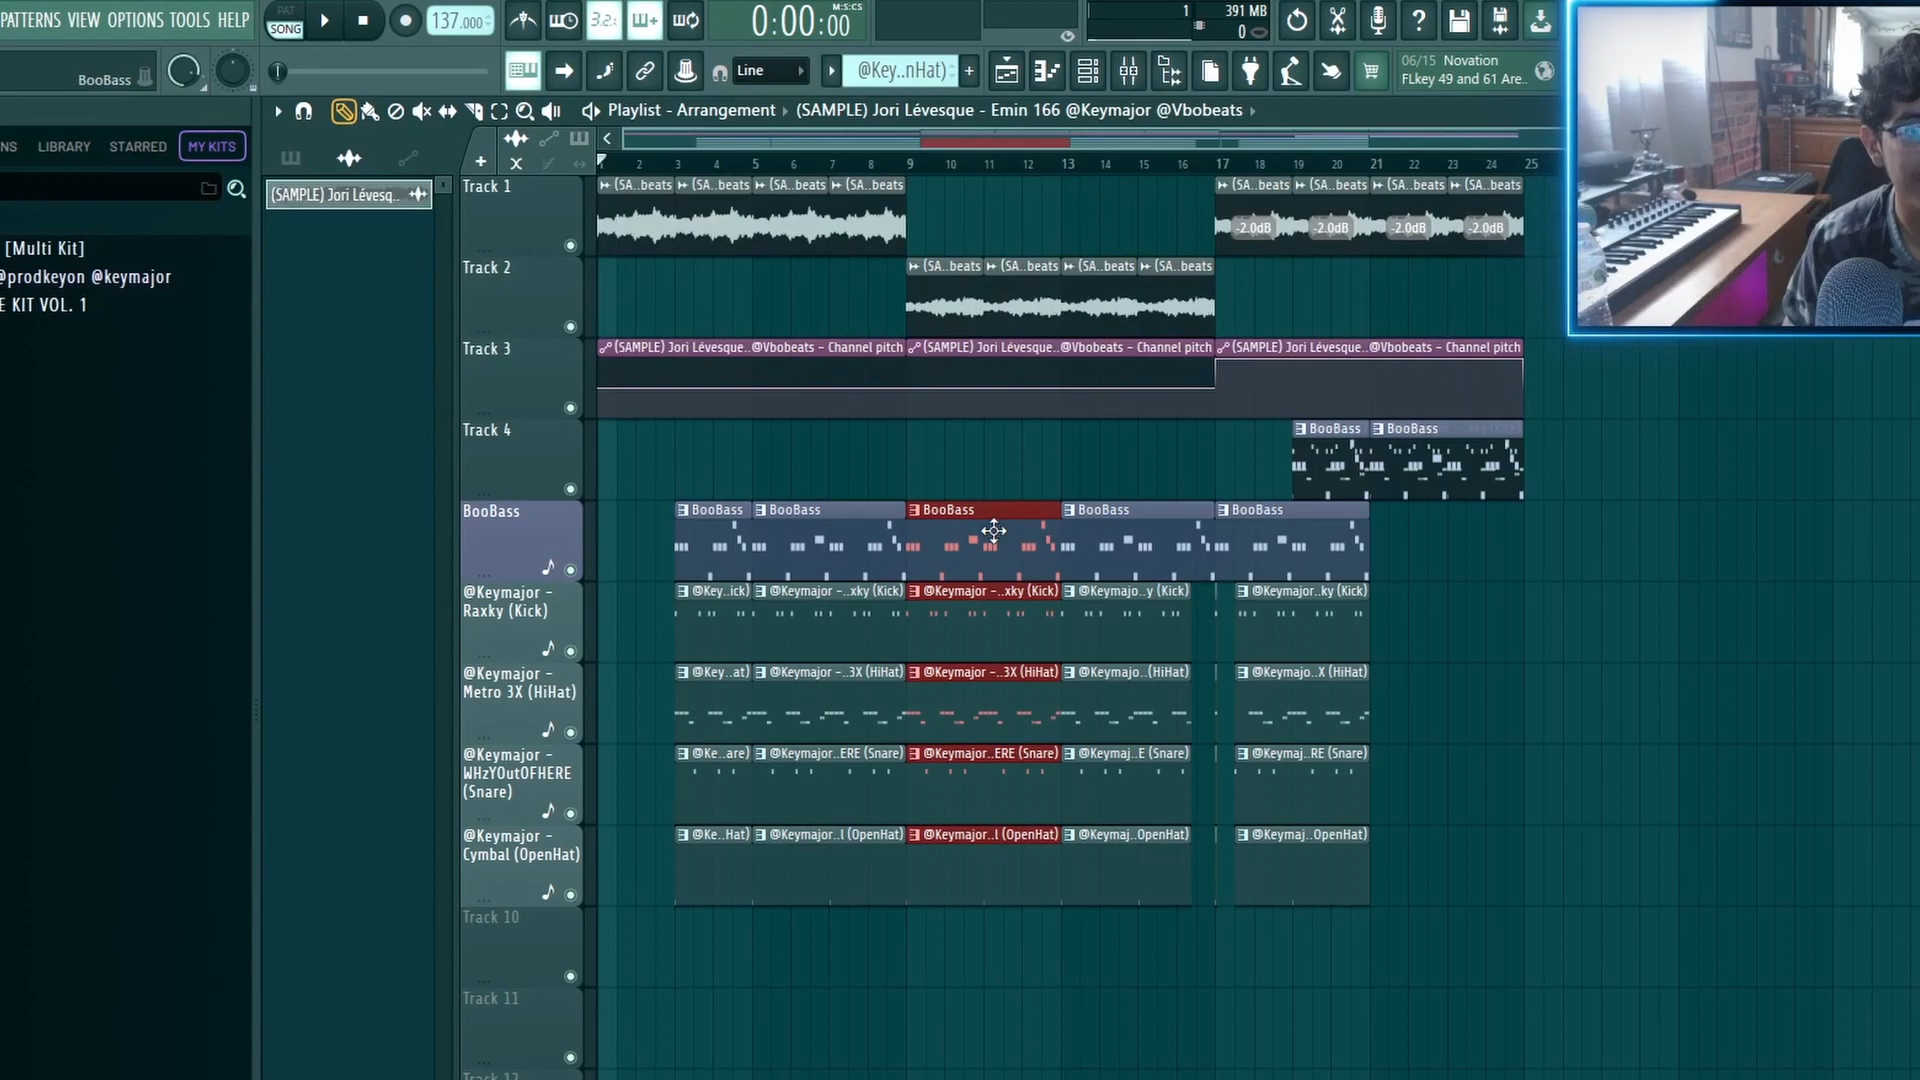 PATTERNS VIEW OPTIONS TOOLS HELP
PAT
SONG
137.000
3.2:
0:00:00
M:S:CS
1
391 MB
0
BooBass
Line
@Key..nHat)
06/15 Novation
FLkey 49 and 61 Are..
Playlist - Arrangement (SAMPLE) Jori Lévesque - Emin 166 @Keymajor @Vbobeats
NS LIBRARY STARRED MY KITS
[Multi Kit]
@prodkeyon @keymajor
E KIT VOL. 1
(SAMPLE) Jori Lévesq..
2 3 4 5 6 7 8 9 10 11 12 13 14 15 16 17 18 19 20 21 22 23 24 25
Track 1
(SA..beats (SA..beats (SA..beats (SA..beats (SA..beats (SA..beats (SA..beats (SA..beats
-2.0dB -2.0dB -2.0dB -2.0dB
Track 2
(SA..beats (SA..beats (SA..beats (SA..beats
Track 3
(SAMPLE) Jori Lévesque..@Vbobeats - Channel pitch (SAMPLE) Jori Lévesque..@Vbobeats - Channel pitch (SAMPLE) Jori Lévesque..@Vbobeats - Channel pitch
Track 4
BooBass BooBass
BooBass
BooBass BooBass BooBass BooBass BooBass
@Keymajor -
Raxky (Kick)
@Key..ick) @Keymajor -..xky (Kick) @Keymajor -..xky (Kick) @Keymajo..y (Kick) @Keymajor..ky (Kick)
@Keymajor -
Metro 3X (HiHat)
@Key..at) @Keymajor -..3X (HiHat) @Keymajor -..3X (HiHat) @Keymajo..(HiHat) @Keymajo..X (HiHat)
@Keymajor -
WHzYOutOFHERE
(Snare)
@Ke..are) @Keymajor..ERE (Snare) @Keymajor..ERE (Snare) @Keymaj..E (Snare) @Keymaj..RE (Snare)
@Keymajor -
Cymbal (OpenHat)
@Ke..Hat) @Keymajor..l (OpenHat) @Keymajor..l (OpenHat) @Keymaj..OpenHat) @Keymaj..OpenHat)
Track 10
Track 11
Track 12